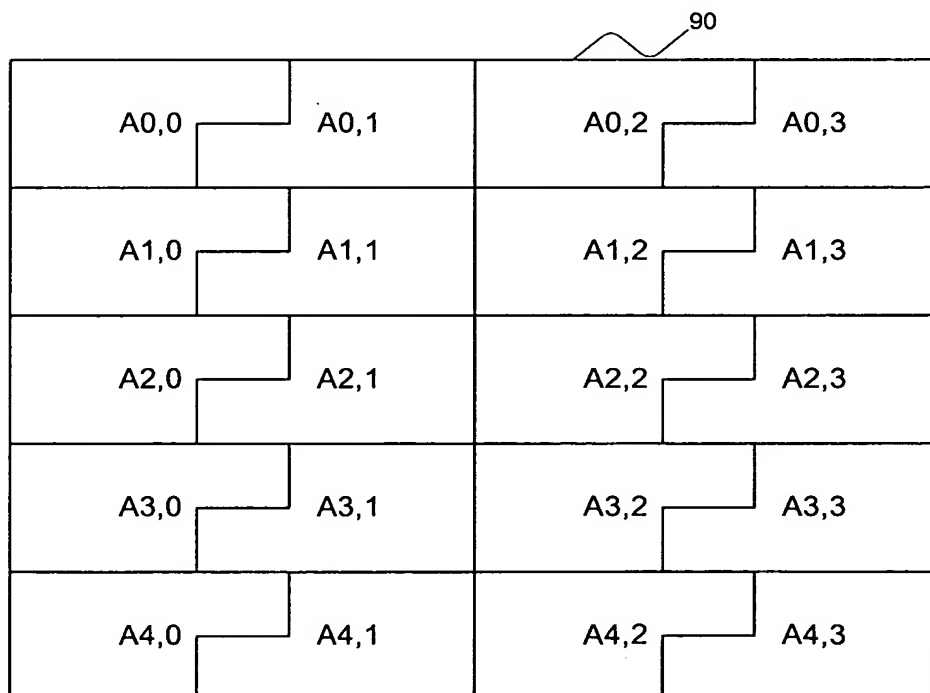 90
A0,0 A0,1 A0,2 A0,3
A1,0 A1,1 A1,2 A1,3
A2,0 A2,1 A2,2 A2,3
A3,0 A3,1 A3,2 A3,3
A4,0 A4,1 A4,2 A4,3